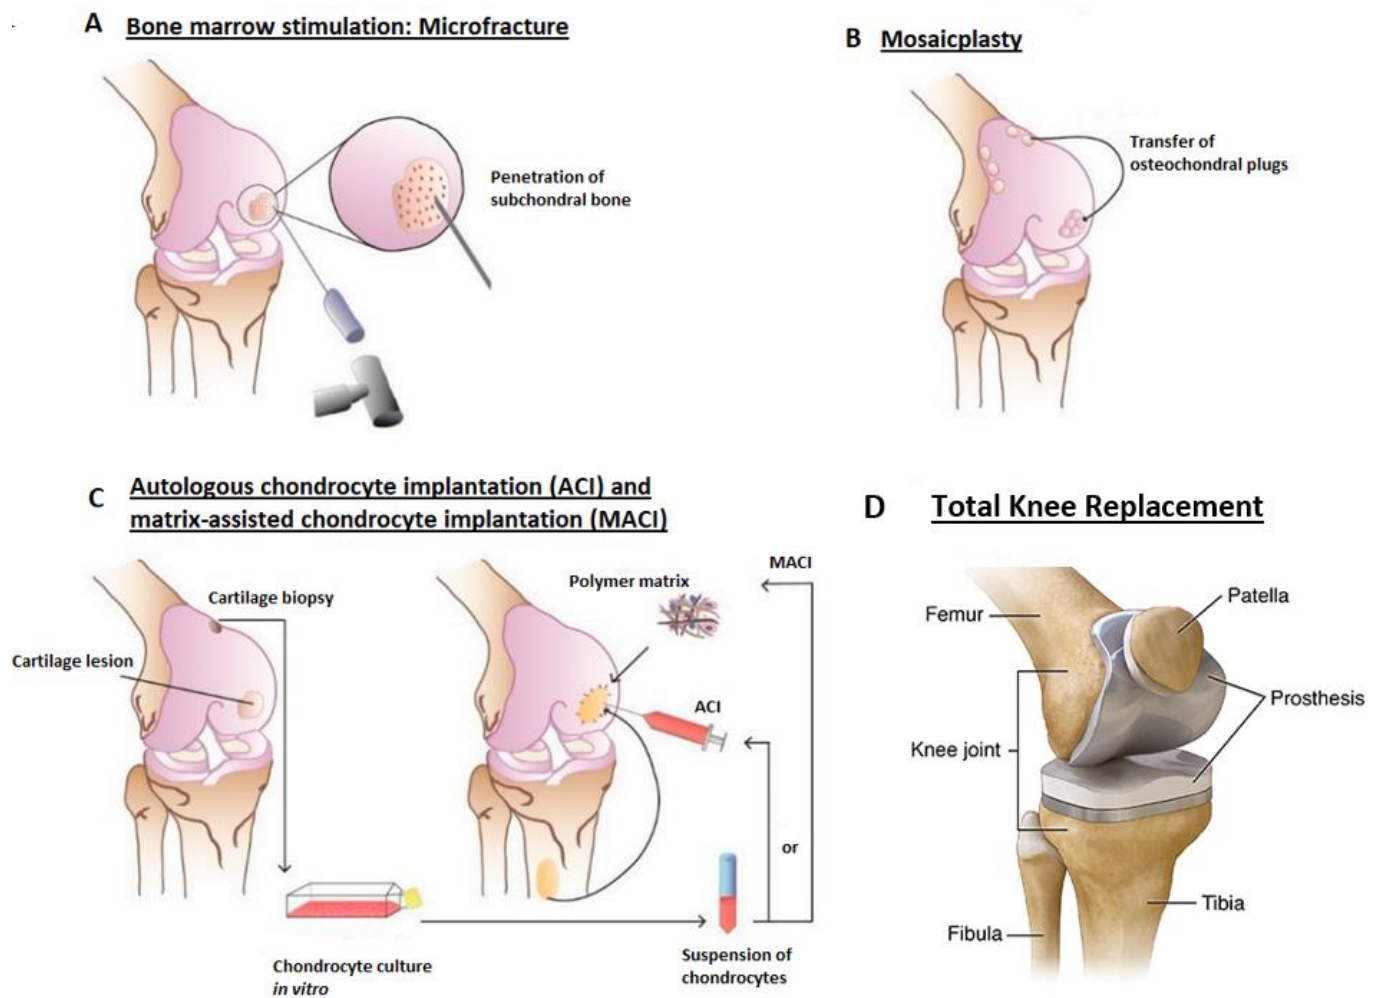 A Bone marrow stimulation: Microfracture
Penetration of
subchondral bone
B Mosaicplasty
Transfer of
osteochondral plugs
C Autologous chondrocyte implantation (ACI) and
matrix-assisted chondrocyte implantation (MACI)
Cartilage biopsy
Cartilage lesion
Polymer matrix
MACI
ACI
or
Chondrocyte culture
in vitro
Suspension of
chondrocytes
D Total Knee Replacement
Femur
Patella
Prosthesis
Knee joint
Tibia
Fibula